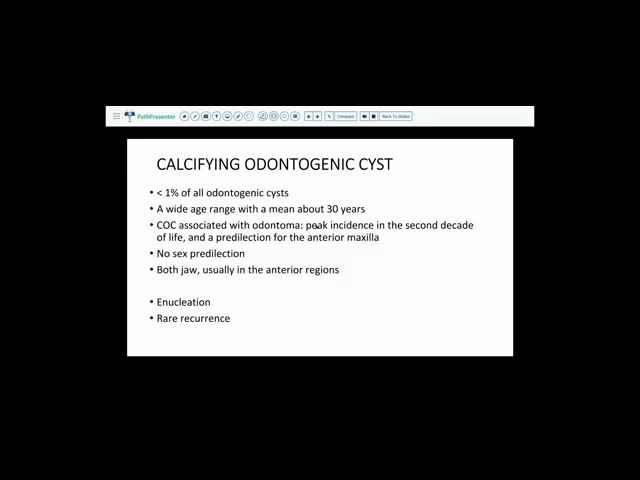 PathPresenter
Compare
Back To Slides
CALCIFYING ODONTOGENIC CYST
• < 1% of all odontogenic cysts
• A wide age range with a mean about 30 years
• COC associated with odontoma: peak incidence in the second decade
of life, and a predilection for the anterior maxilla
• No sex predilection
• Both jaw, usually in the anterior regions
• Enucleation
• Rare recurrence